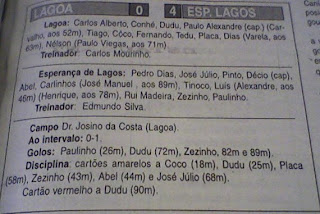 LAGOA 0 4 ESP. LAGOS
Lagoa: Carlos Alberto, Conhé, Dudu, Paulo Alexandre (cap.) (Car-
valho, aos 52m), Tiago, Côco, Fernando, Tedu, Placa, Dias (Varela, aos
63m), Nélson (Paulo Viegas, aos 71m).
Treinador: Carlos Mourinho.
Esperança de Lagos: Pedro Dias, José Júlio, Pinto, Décio (cap),
Abel, Carlinhos (José Manuel , aos 89m), Tinoco, Luís (Alexandre, aos
46m) (Henrique, aos 78m), Rui Madeira, Zezinho, Paulinho.
Treinador: Edmundo Silva.
Campo Dr. Josino da Costa (Lagoa).
Ao intervalo: 0-1.
Golos: Paulinho (26m), Dudu (72m), Zezinho, 82m e 89m).
Disciplina: cartões amarelos a Coco (18m), Dudu (25m), Placa
(58m), Zezinho (43m), Abel (44m) e José Júlio (68m).
Cartão vermelho a Dudu (90m).